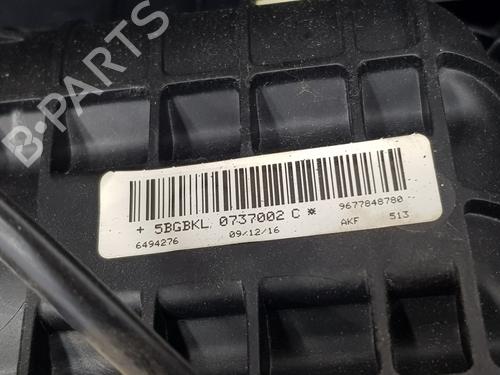 B-PARTS
+ 5BGBKL 0737002 C ※ 9677848780
6494276 09/12/16 AKF 513